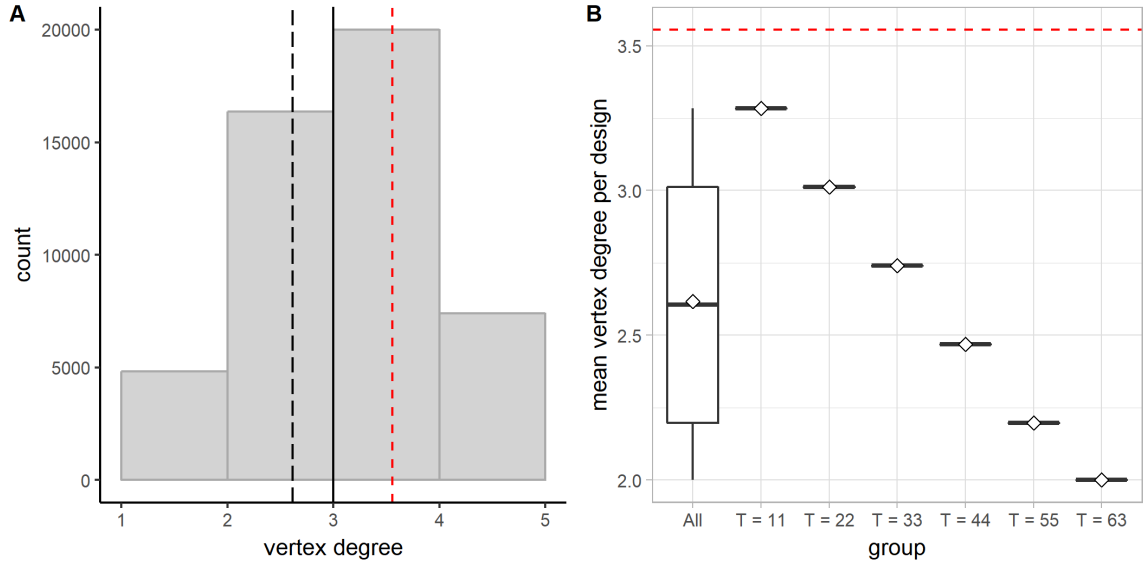 A
count
20000
15000
10000
5000
0
1 2 3 4 5
vertex degree
B
mean vertex degree per design
3.5
3.0
2.5
2.0
All T = 11 T = 22 T = 33 T = 44 T = 55 T = 63
group